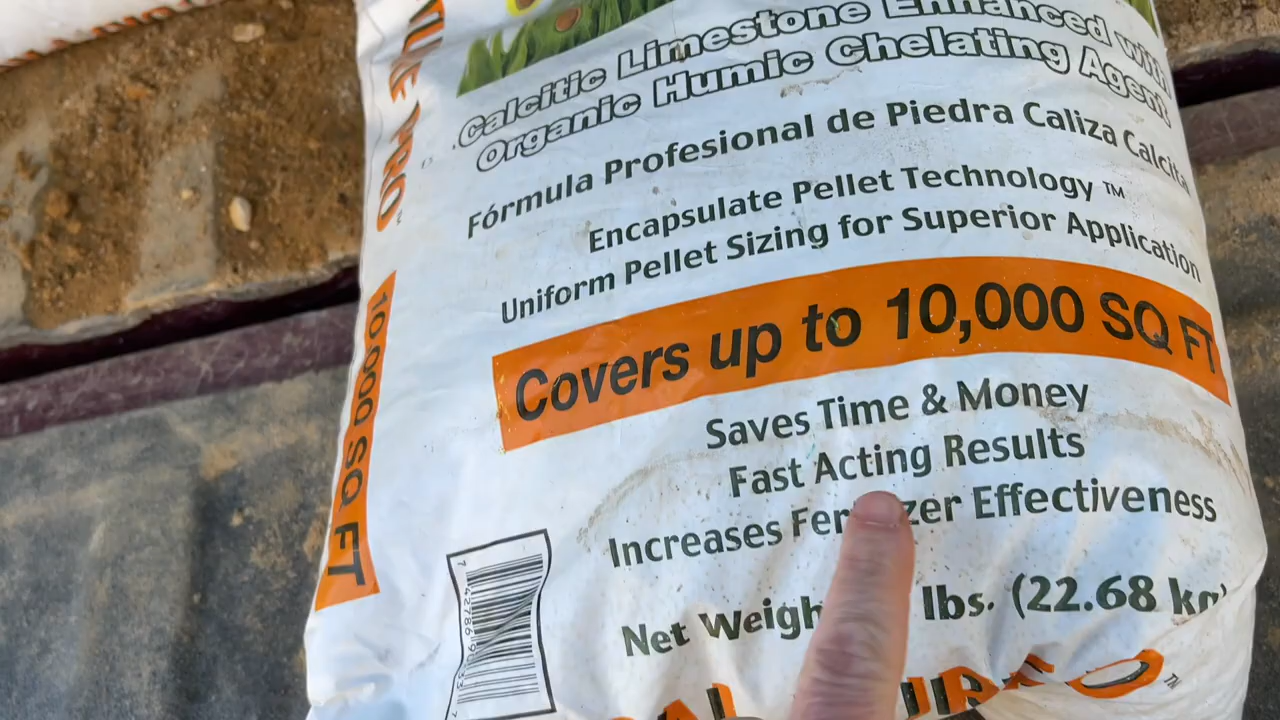 Calcitic Limestone Enhanced with
Organic Humic Chelating Agent
Fórmula Profesional de Piedra Caliza Calcita
Encapsulate Pellet Technology ™
Uniform Pellet Sizing for Superior Application
Covers up to 10,000 SQ FT
Saves Time & Money
Fast Acting Results
Increases Effectiveness
Net lbs. (22.68 kg)
PRO
10,000 SQ FT